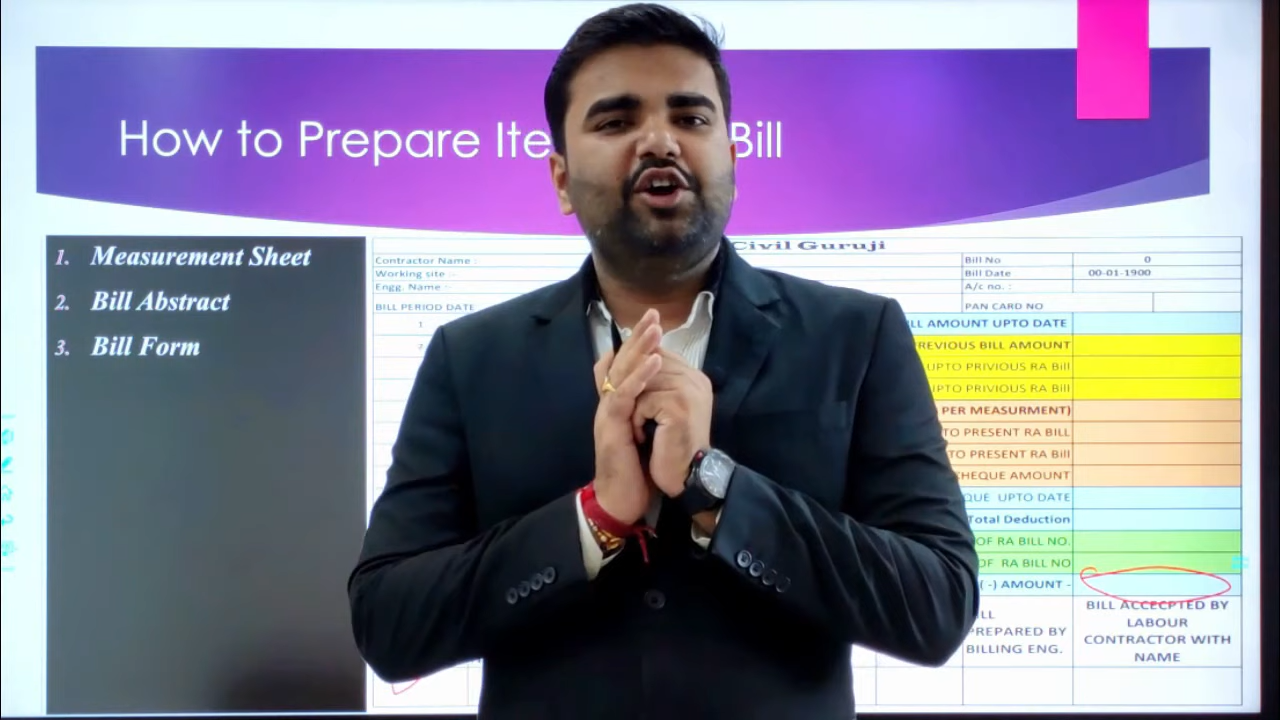 How to Prepare Ite Bill
1. Measurement Sheet
2. Bill Abstract
3. Bill Form
Civil Guruji
Contractor Name :
Working site :-
Engg. Name :-
BILL PERIOD DATE
1
Bill No 0
Bill Date 00-01-1900
A/c no. :
PAN CARD NO
LL AMOUNT UPTO DATE
REVIOUS BILL AMOUNT
UPTO PRIVIOUS RA Bill
UPTO PRIVIOUS RA Bill
PER MEASURMENT)
TO PRESENT RA BILL
TO PRESENT RA Bill
CHEQUE AMOUNT
QUE UPTO DATE
Total Deduction
OF RA BILL NO.
OF RA BILL NO
( -) AMOUNT -
LL
PREPARED BY
BILLING ENG.
BILL ACCECPTED BY
LABOUR
CONTRACTOR WITH
NAME